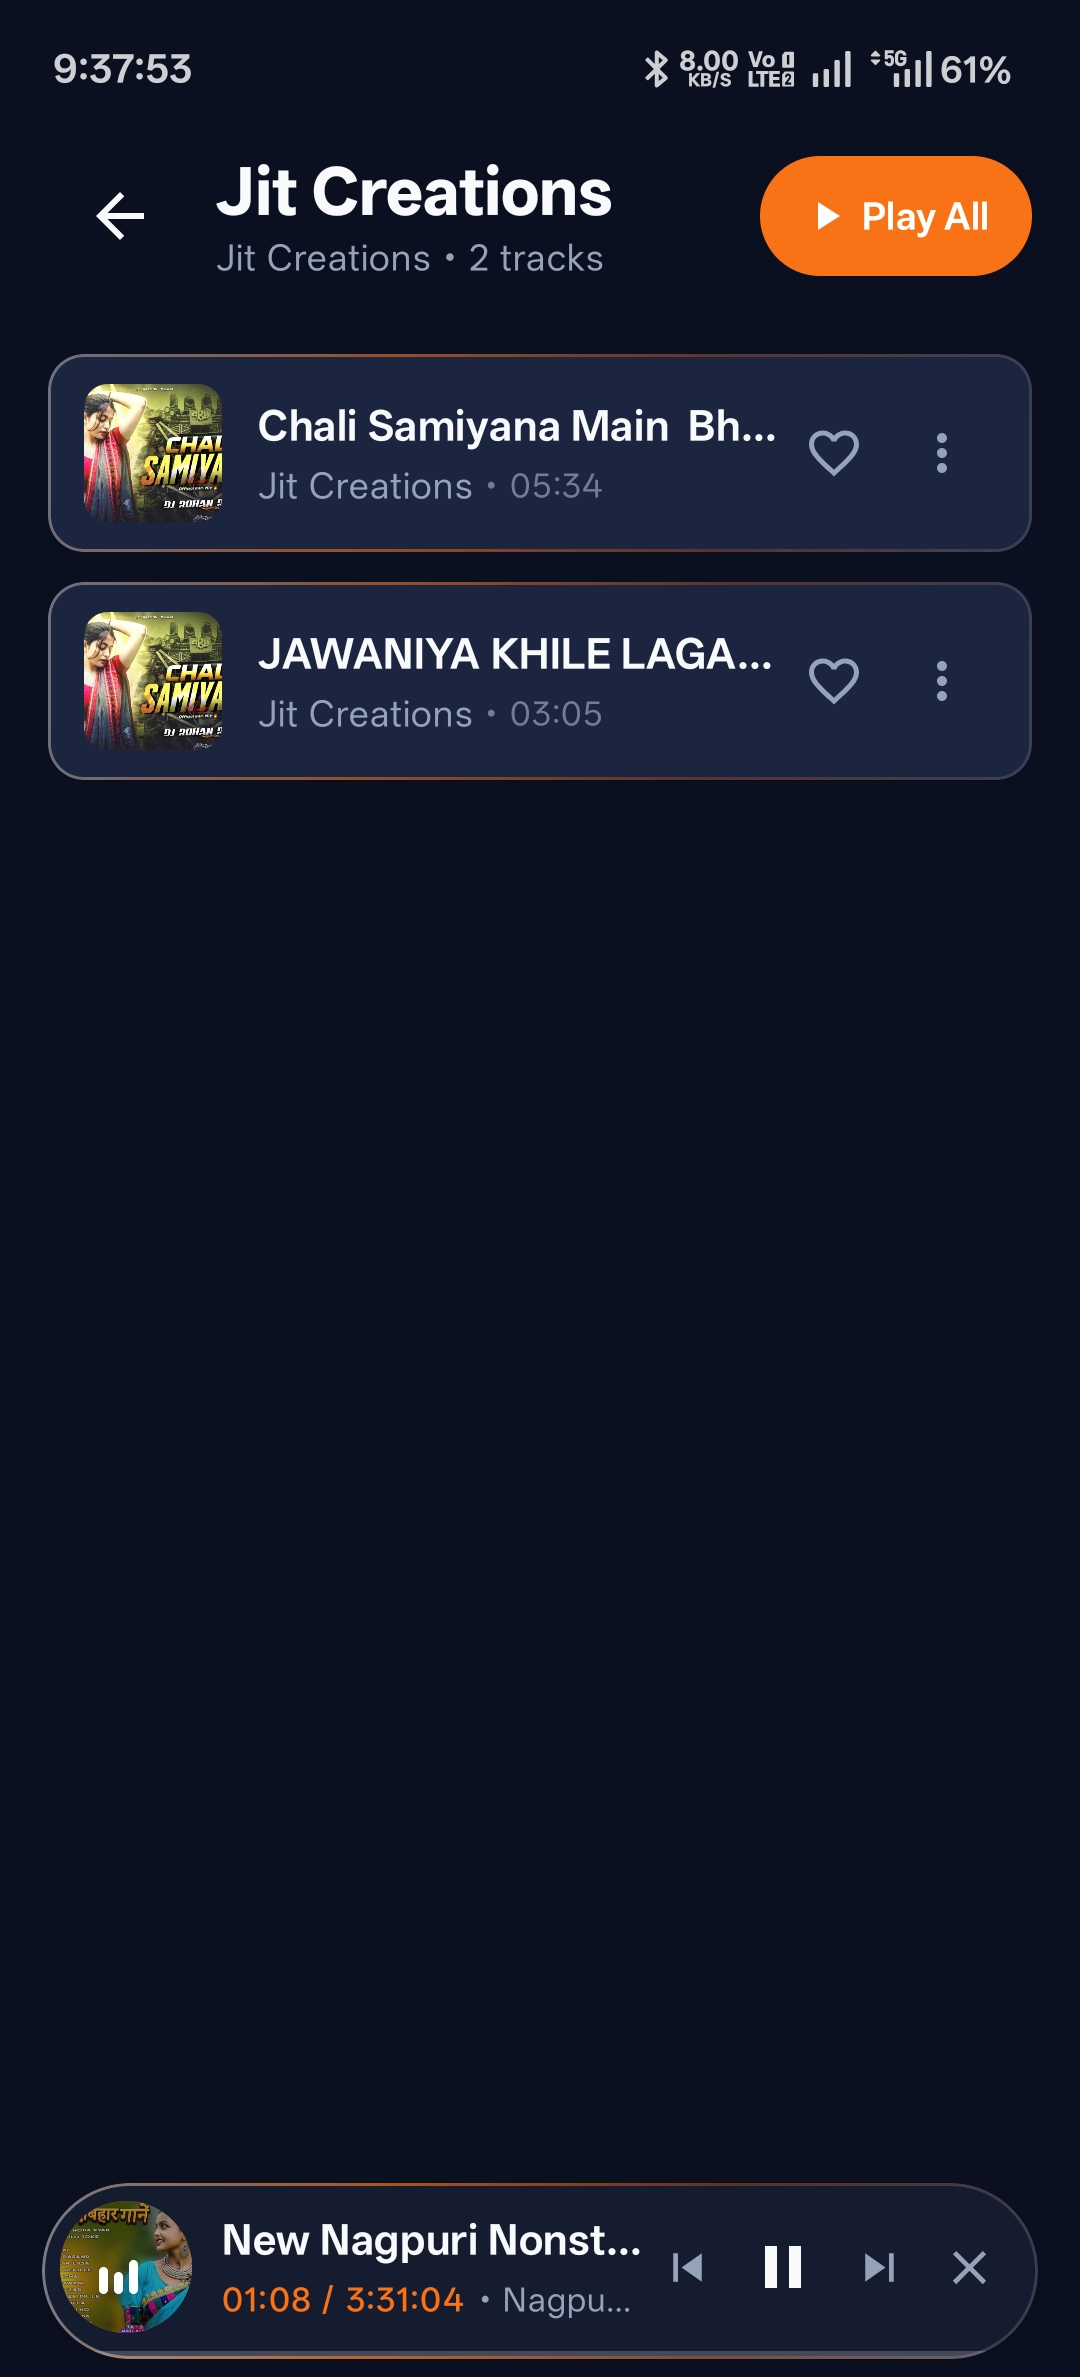 9:37:53
8.00 KB/S Vo LTE 5G 61%
Jit Creations
Jit Creations • 2 tracks
Play All
CHAL
SAMIYA
Chali Samiyana Main Bh...
Jit Creations • 05:34
CHAL
SAMIYA
JAWANIYA KHILE LAGA...
Jit Creations • 03:05
New Nagpuri Nonst...
01:08 / 3:31:04 • Nagpu...